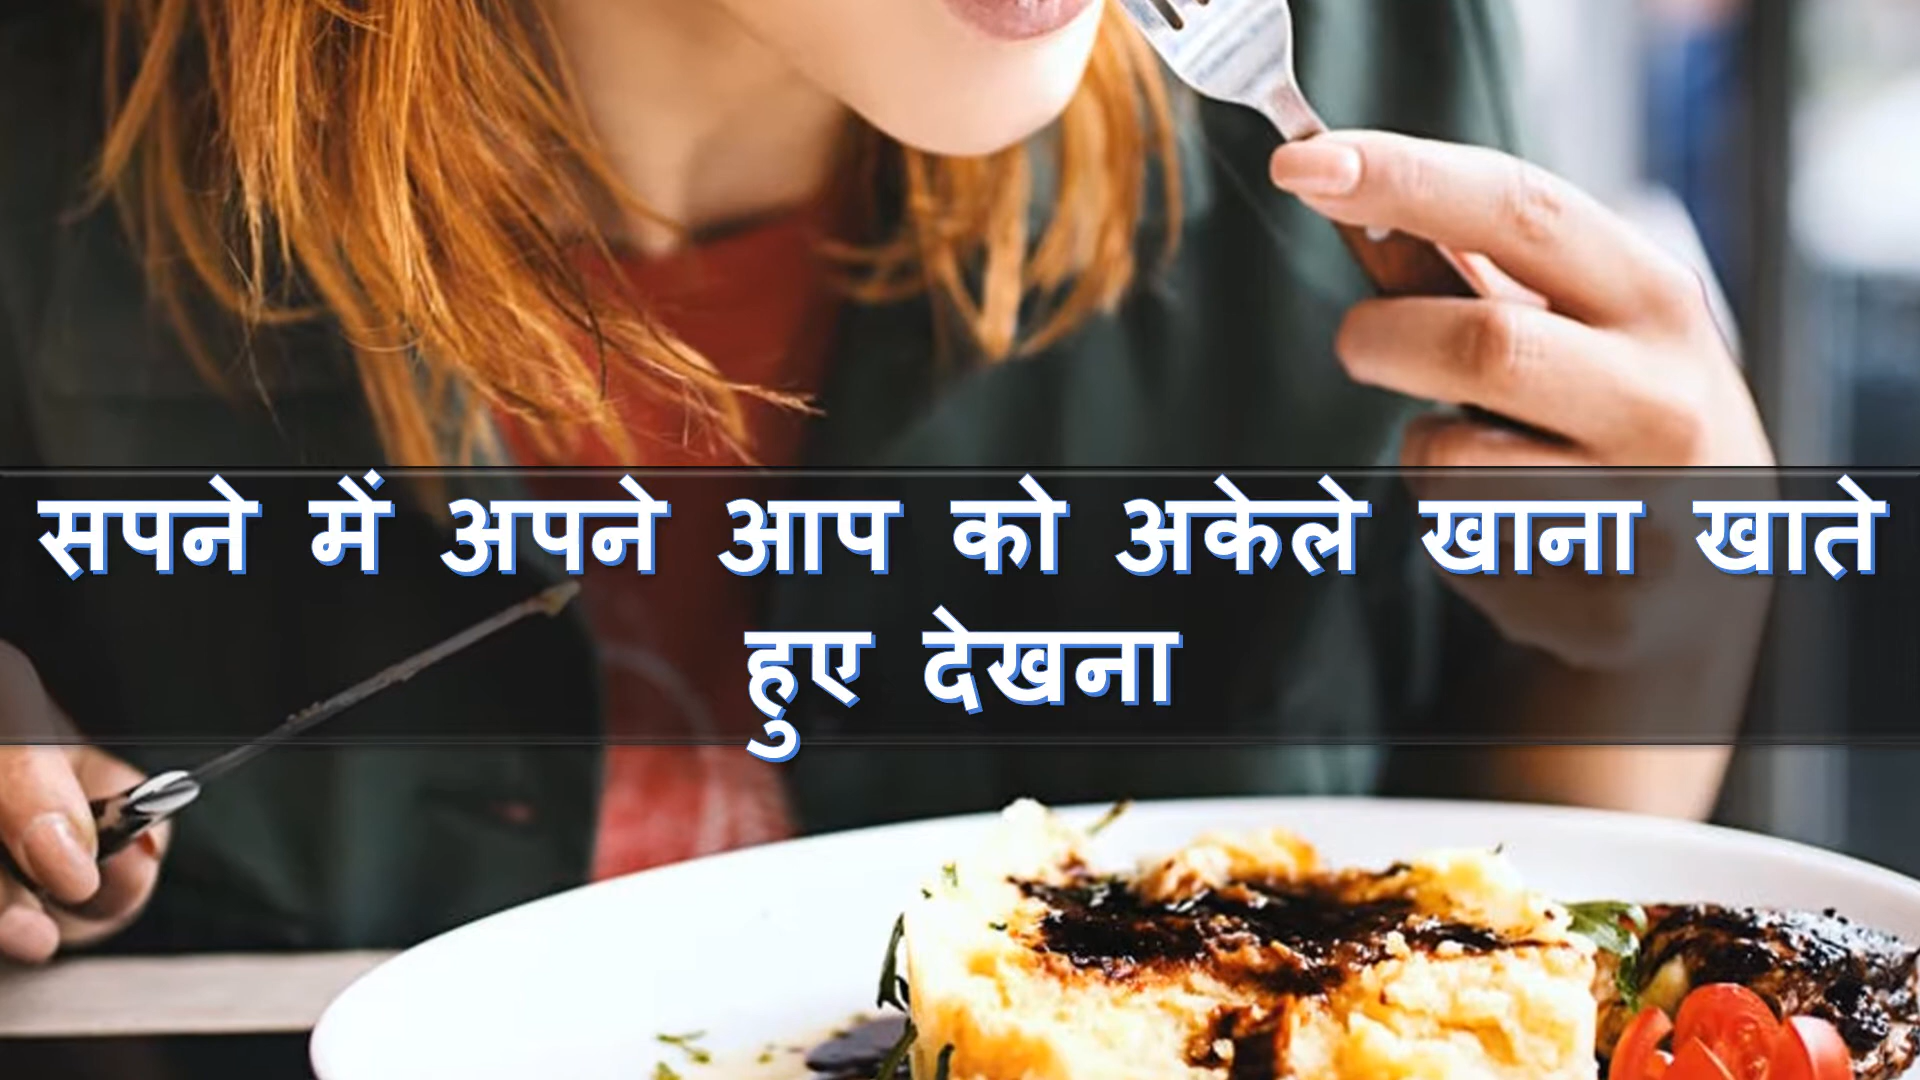 सपने में अपने आप को अकेले खाना खाते
हुए देखना